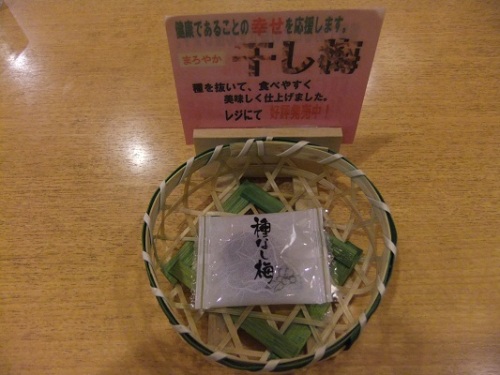 健康であることの幸せを応援します。
まろやか 干し梅
種を抜いて、食べやすく
美味しく仕上げました。
レジにて 好評発売中！
種なし梅